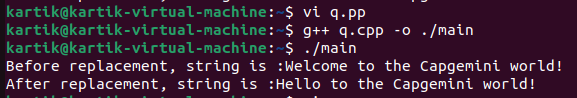 kartik@kartik-virtual-machine:~$ vi q.pp
kartik@kartik-virtual-machine:~$ g++ q.cpp -o ./main
kartik@kartik-virtual-machine:~$ ./main
Before replacement, string is :Welcome to the Capgemini world!
After replacement, string is :Hello to the Capgemini world!